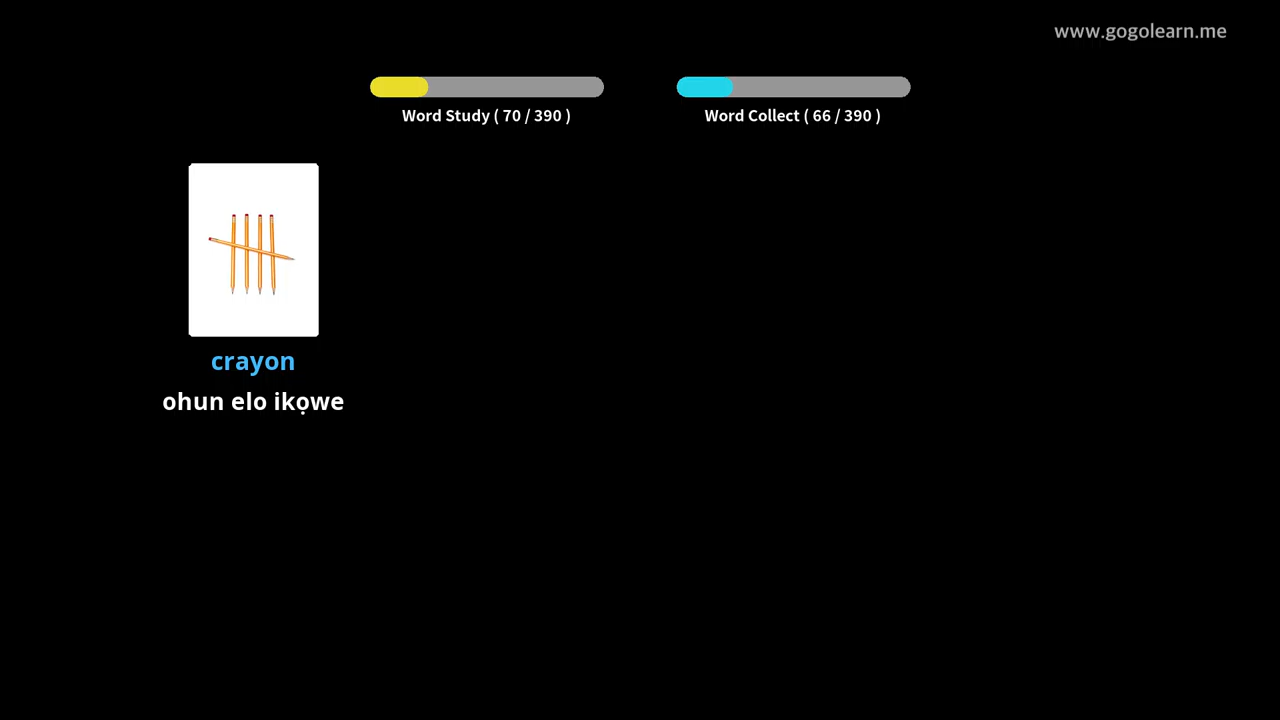 www.gogolearn.me
Word Study ( 70 / 390 )
Word Collect ( 66 / 390 )
crayon
ohun elo ikọwe